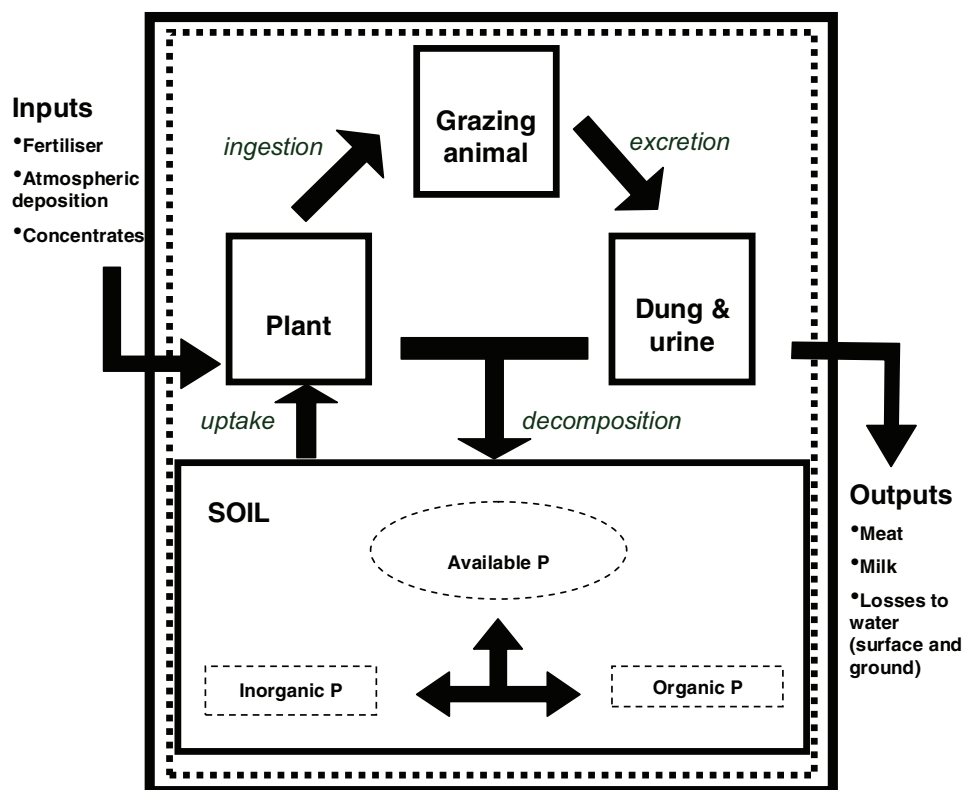 Inputs
•Fertiliser
•Atmospheric
deposition
•Concentrates
ingestion
Grazing
animal
excretion
Plant
Dung &
urine
uptake
decomposition
SOIL
Available P
Inorganic P
Organic P
Outputs
•Meat
•Milk
•Losses to
water
(surface and
ground)